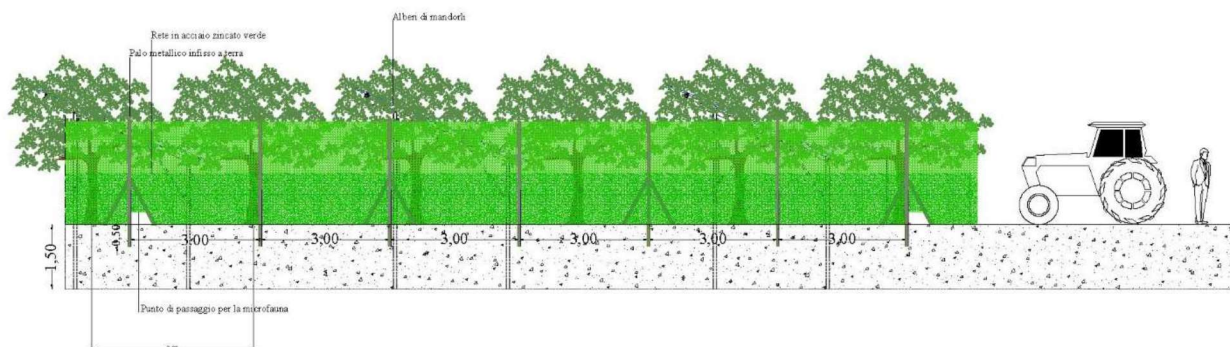 Alberi di mandorli
Rete in acciaio zincato verde
Palo metallico infisso a terra
1,50
0,50
3,00
3,00
3,00
3,00
3,00
3,00
Punto di passaggio per la microfauna